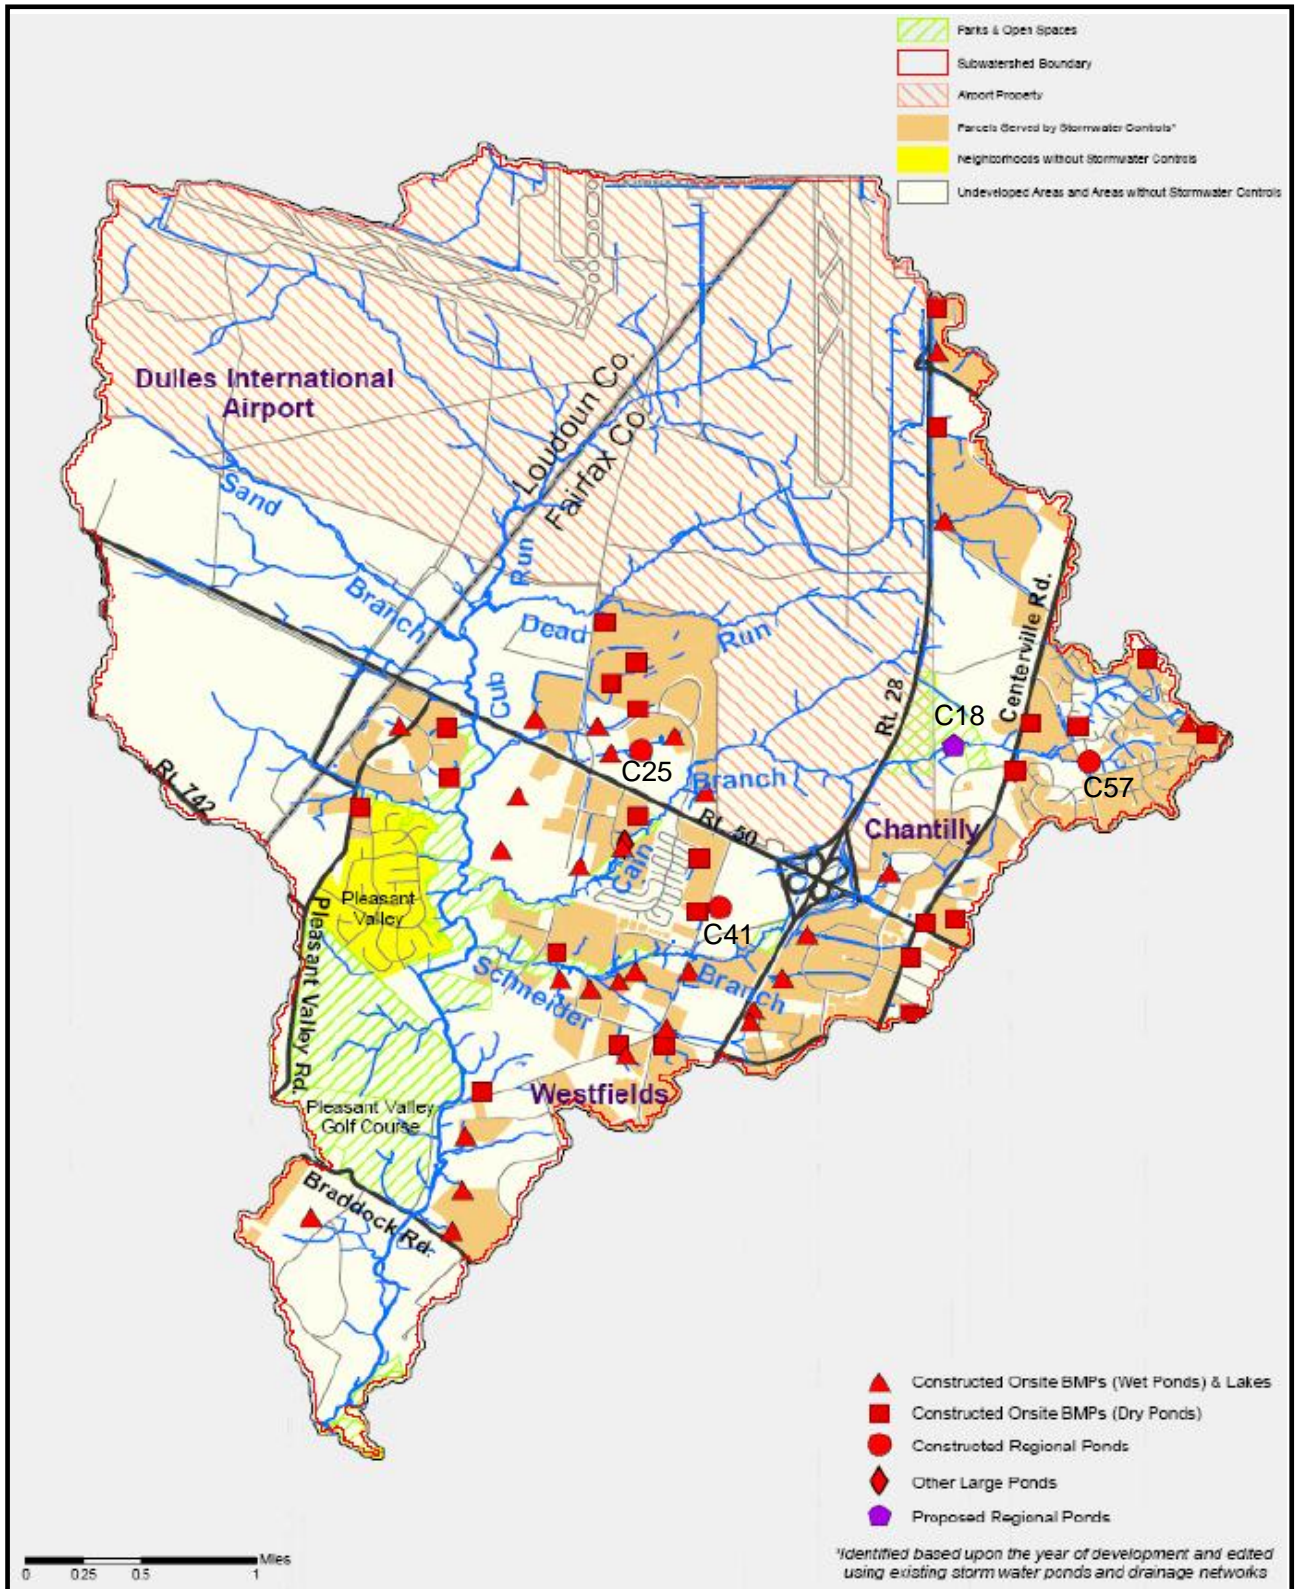 Parks & Open Spaces
Subwatershed Boundary
Airport Property
Parcels Served by Stormwater Controls*
Neighborhoods without Stormwater Controls
Undeveloped Areas and Areas without Stormwater Controls
Dulles International
Airport
Loudoun Co.
Fairfax Co.
Sand
Branch
Run
Dead
Run
Cub
Rt. 28
Centerville Rd.
C18
C25
C57
Branch
Rt. 50
Rt. 742
Chantilly
Cain
Pleasant
Valley
C41
Pleasant Valley Rd.
Schneider
Branch
Westfields
Pleasant Valley
Golf Course
Braddock Rd.
Constructed Onsite BMPs (Wet Ponds) & Lakes
Constructed Onsite BMPs (Dry Ponds)
Constructed Regional Ponds
Other Large Ponds
Proposed Regional Ponds
Miles
0 0.25 0.5 1
*Identified based upon the year of development and edited
using existing storm water ponds and drainage networks